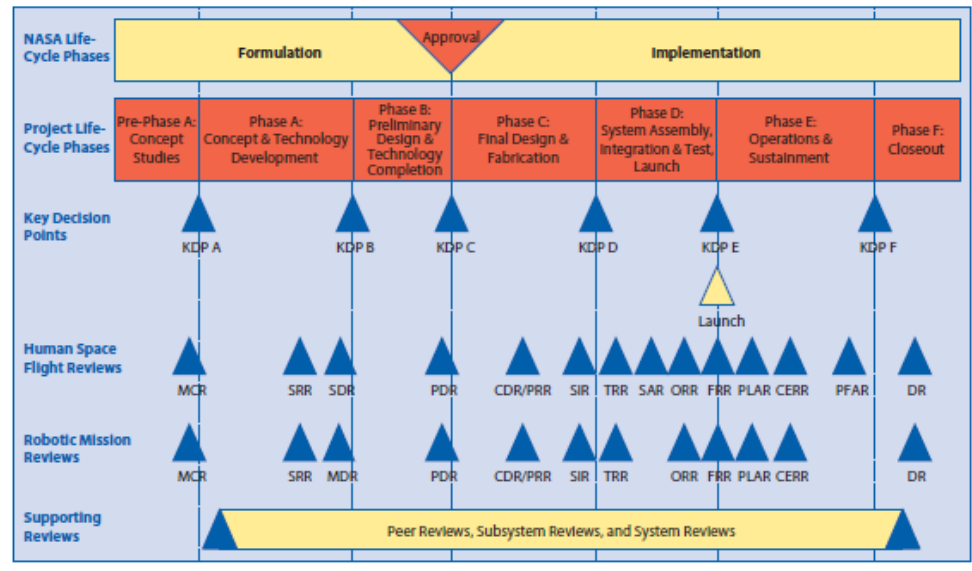 NASA Life-
Cycle Phases
Formulation
Approval
Implementation
Project Life-
Cycle Phases
Pre-Phase A:
Concept
Studies
Phase A:
Concept & Technology
Development
Phase B:
Preliminary
Design &
Technology
Completion
Phase C:
Final Design &
Fabrication
Phase D:
System Assembly,
Integration & Test,
Launch
Phase E:
Operations &
Sustainment
Phase F:
Closeout
Key Decision
Points
KDP A
KDP B
KDP C
KDP D
KDP E
KDP F
Launch
Human Space
Flight Reviews
MCR SRR SDR PDR CDR/PRR SIR TRR SAR ORR FRR PLAR CERR PFAR DR
Robotic Mission
Reviews
MCR SRR MDR PDR CDR/PRR SIR TRR ORR FRR PLAR CERR DR
Supporting
Reviews
Peer Reviews, Subsystem Reviews, and System Reviews